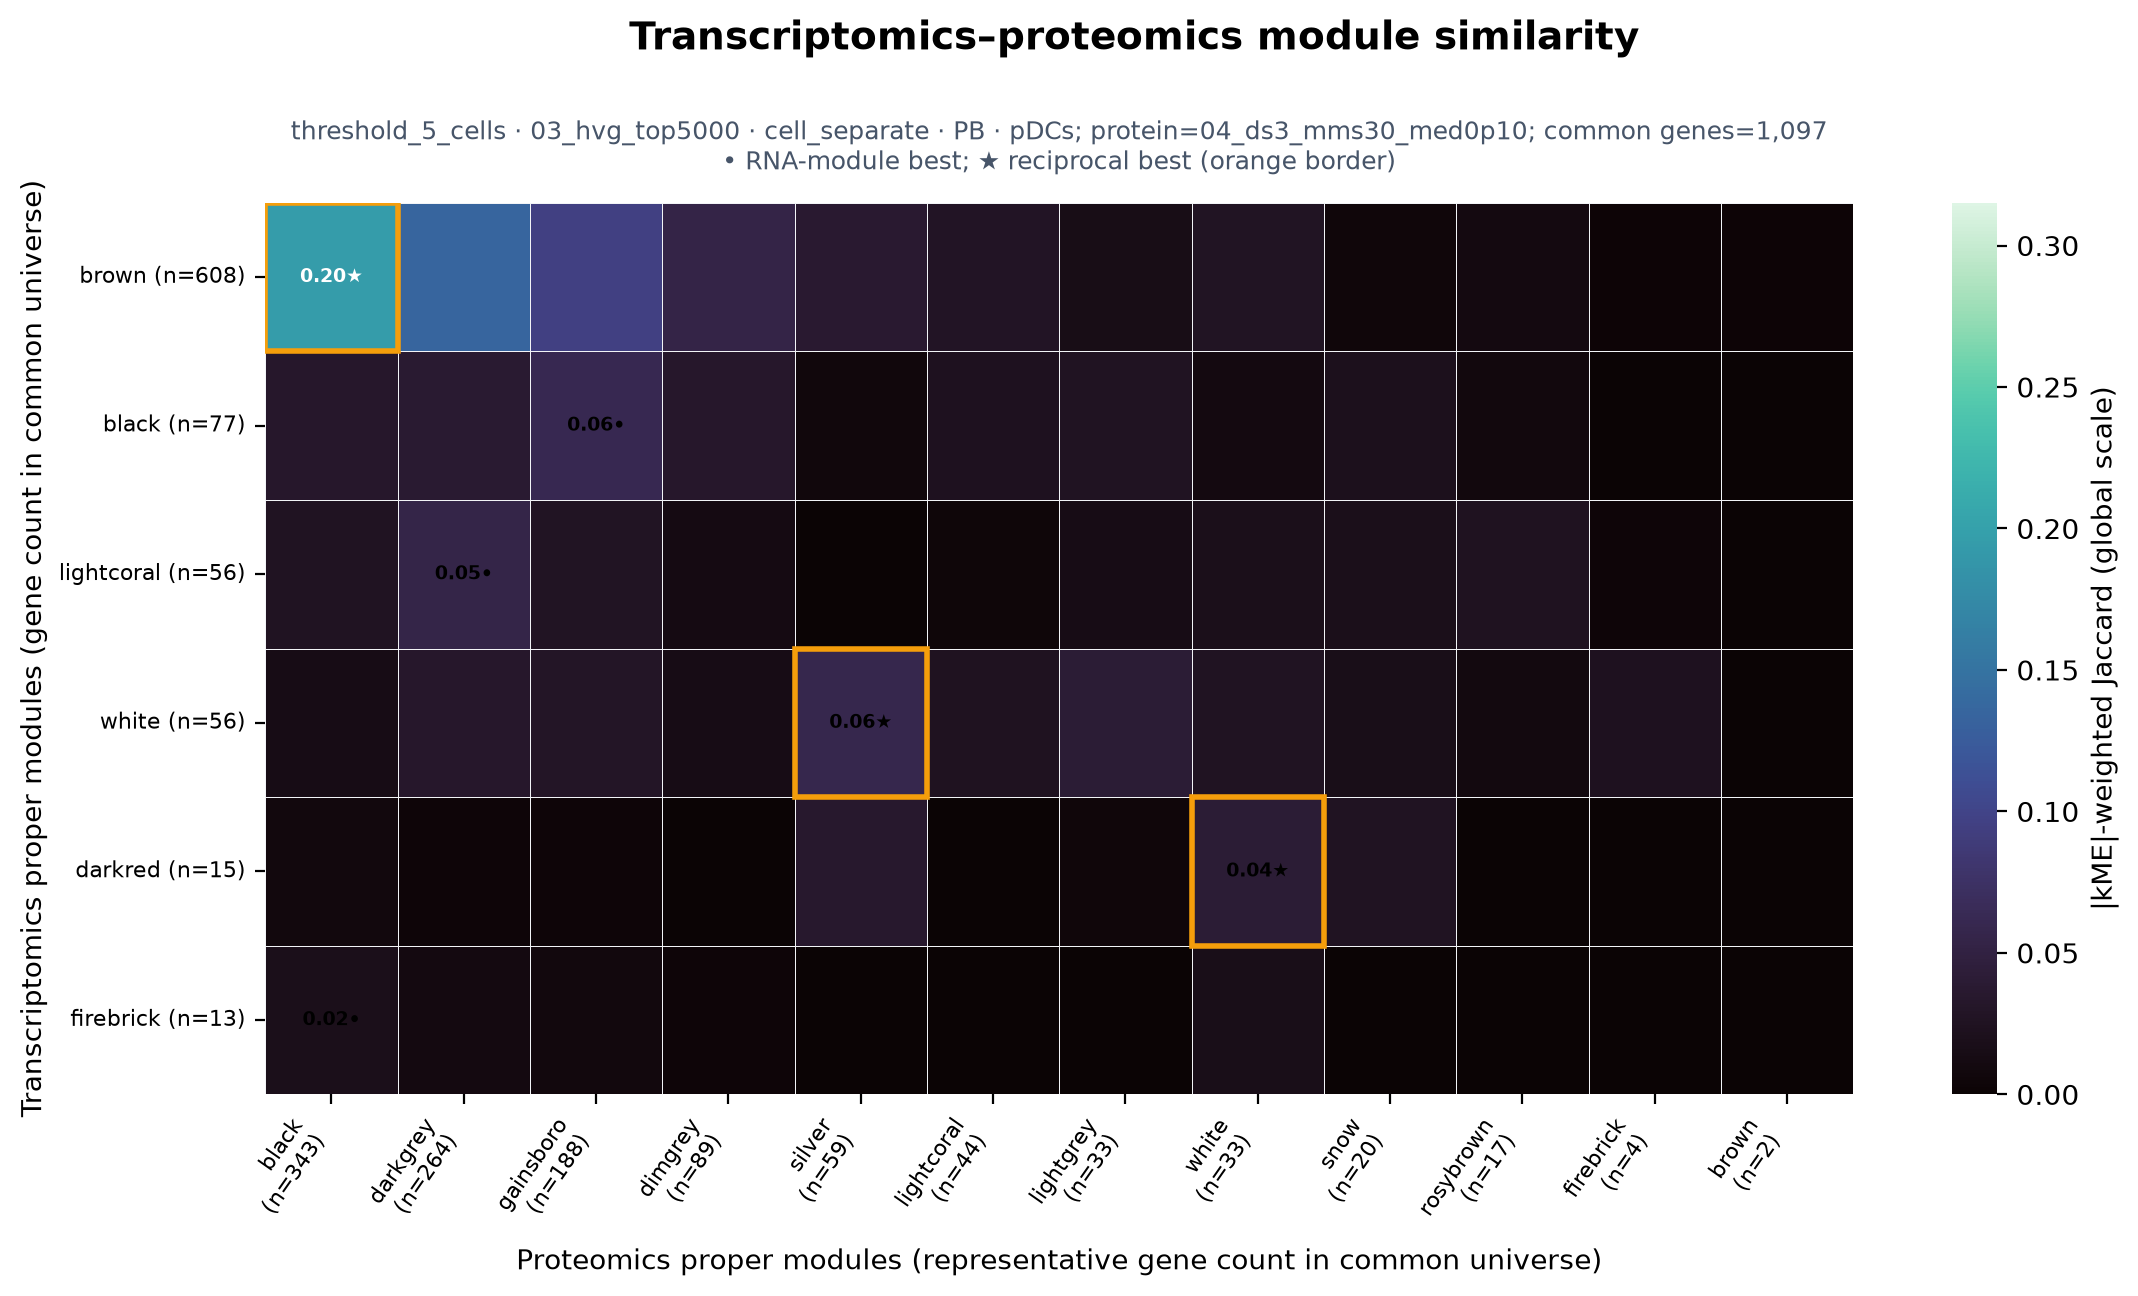 Transcriptomics–proteomics module similarity
threshold_5_cells · 03_hvg_top5000 · cell_separate · PB · pDCs; protein=04_ds3_mms30_med0p10; common genes=1,097
• RNA-module best; ★ reciprocal best (orange border)
Transcriptomics proper modules (gene count in common universe)
brown (n=608)
black (n=77)
lightcoral (n=56)
white (n=56)
darkred (n=15)
firebrick (n=13)
0.20★
0.06•
0.05•
0.06★
0.04★
0.02•
black
(n=343)
darkgrey
(n=264)
gainsboro
(n=188)
dimgrey
(n=89)
silver
(n=59)
lightcoral
(n=44)
lightgrey
(n=33)
white
(n=33)
snow
(n=20)
rosybrown
(n=17)
firebrick
(n=4)
brown
(n=2)
Proteomics proper modules (representative gene count in common universe)
0.30
0.25
0.20
0.15
0.10
0.05
0.00
|kME|-weighted Jaccard (global scale)